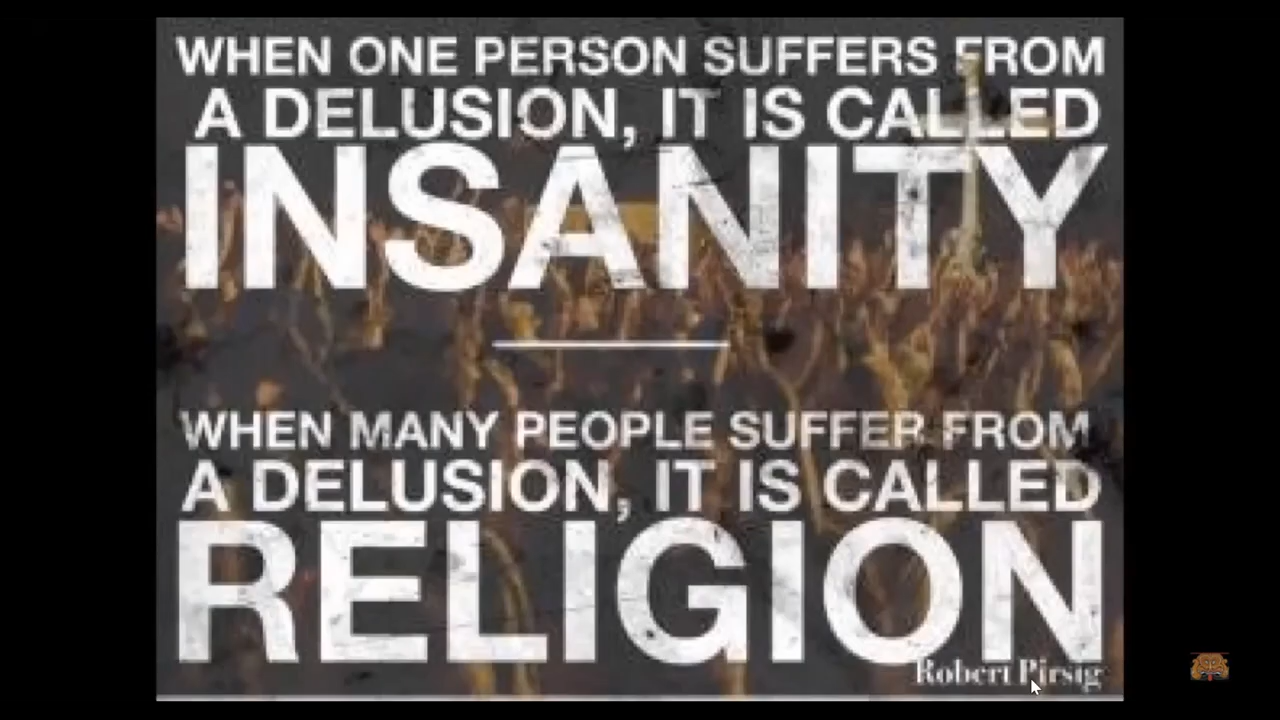 WHEN ONE PERSON SUFFERS FROM
A DELUSION, IT IS CALLED
INSANITY
WHEN MANY PEOPLE SUFFER FROM
A DELUSION, IT IS CALLED
RELIGION
Robert Pirsig